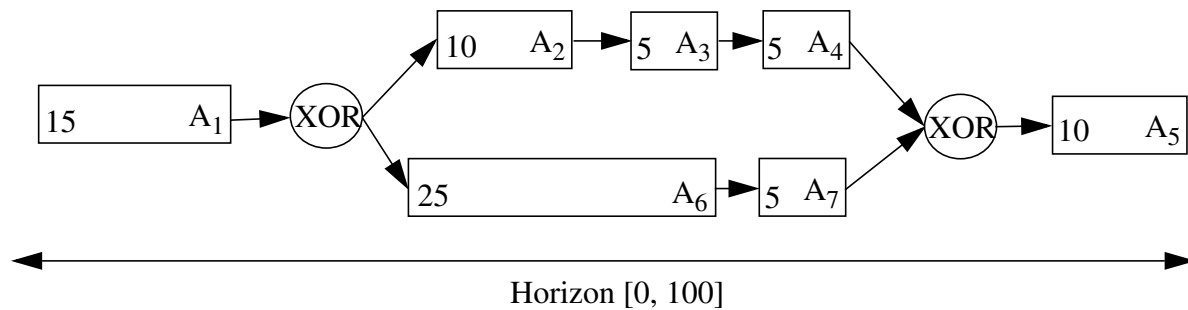 10 A2
5 A3
5 A4
15 A1
XOR
XOR
10 A5
25 A6
5 A7
Horizon [0, 100]